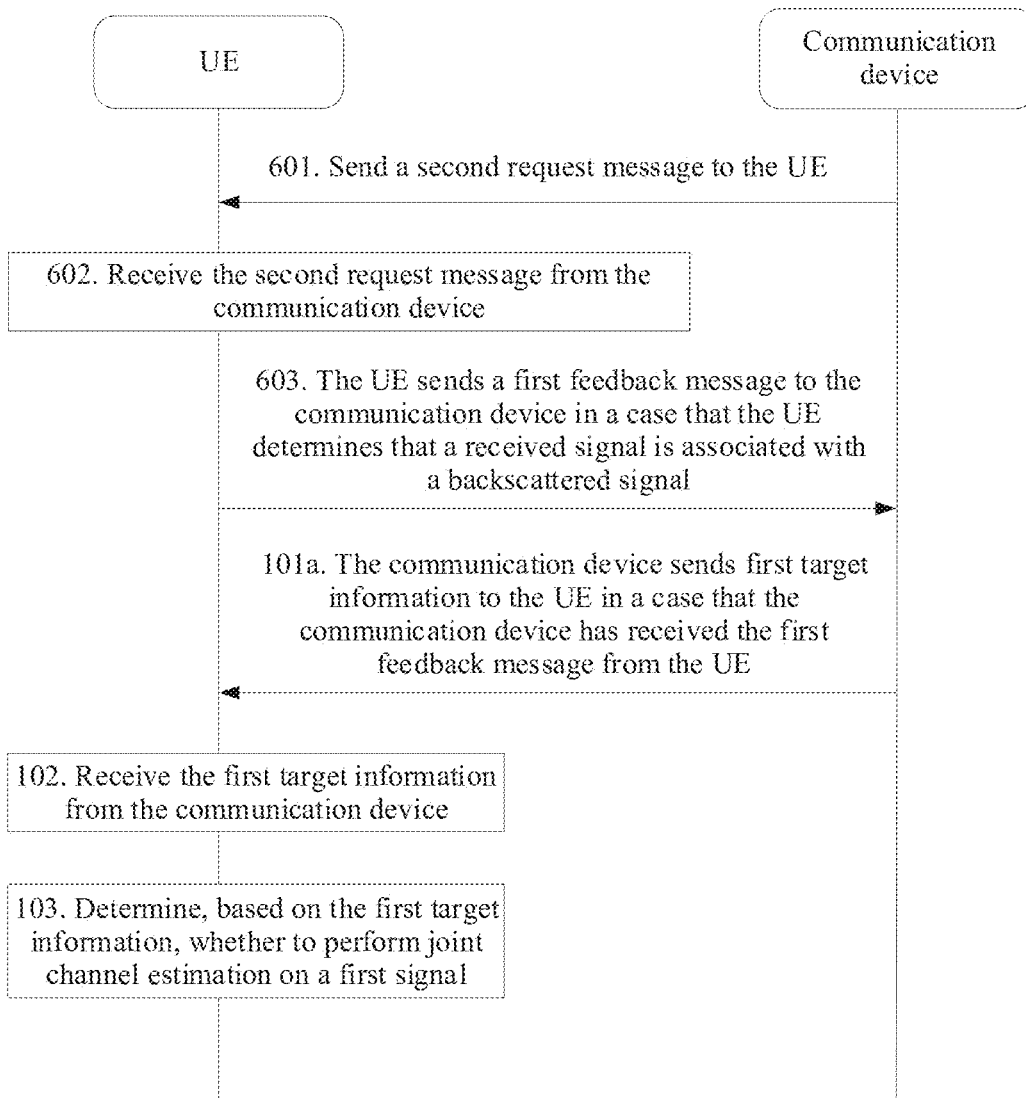 UE
Communication
device
601. Send a second request message to the UE
602. Receive the second request message from the
communication device
603. The UE sends a first feedback message to the
communication device in a case that the UE
determines that a received signal is associated with
a backscattered signal
101a. The communication device sends first target
information to the UE in a case that the
communication device has received the first
feedback message from the UE
102. Receive the first target information
from the communication device
103. Determine, based on the first target
information, whether to perform joint
channel estimation on a first signal